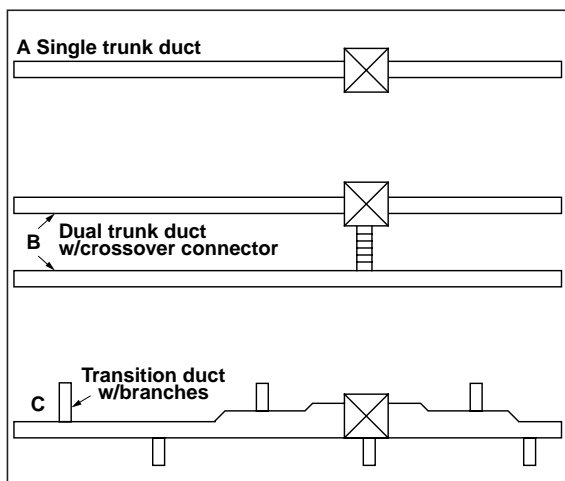 A Single trunk duct
B
Dual trunk duct
w/crossover connector
C
Transition duct
w/branches